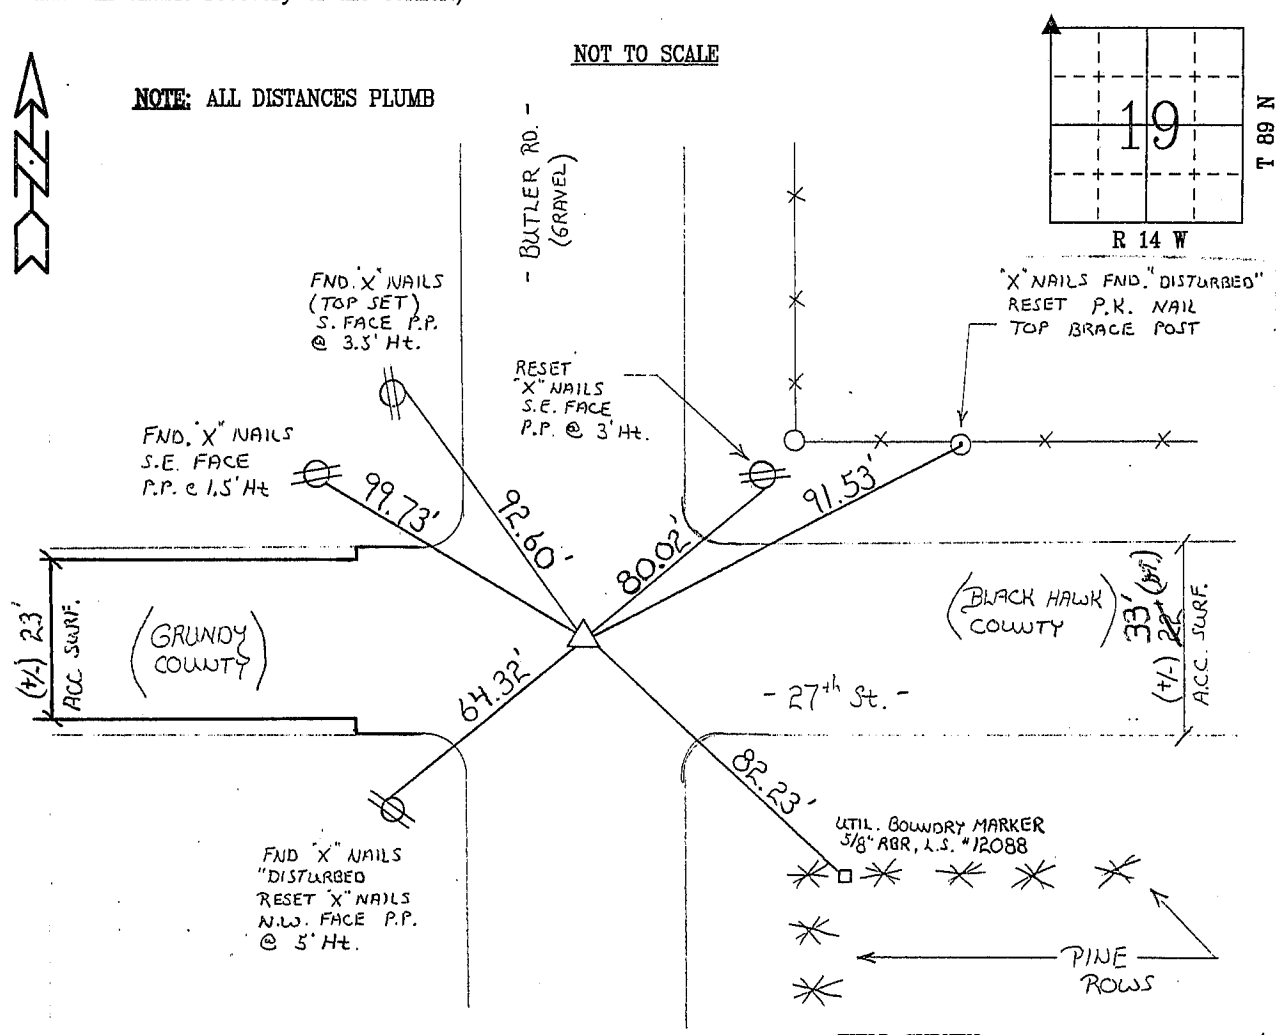 NOT TO SCALE
NOTE: ALL DISTANCES PLUMB
N
19
T 89 N
R 14 W
- BUTLER RD. -
(GRAVEL)
FND. "X" NAILS
(TOP SET)
S. FACE P.P.
@ 3.5' Ht.
"X" NAILS FND. "DISTURBED"
RESET P.K. NAIL
TOP BRACE POST
RESET
"X" NAILS
S.E. FACE
P.P. @ 3' Ht.
FND. "X" NAILS
S.E. FACE
P.P. @ 1.5' Ht
99.73'
92.60'
80.02'
91.53'
(+/-) 23'
ACC SURF.
(GRUNDY
COUNTY)
(BLACK HAWK
COUNTY)
33'
(+/-) 22'
A.C.C. SURF.
64.32'
- 27th St. -
82.23'
UTIL. BOUNDRY MARKER
5/8" RBR, L.S. #12088
FND "X" NAILS
"DISTURBED
RESET "X" NAILS
N.W. FACE P.P.
@ 5' Ht.
PINE
ROWS